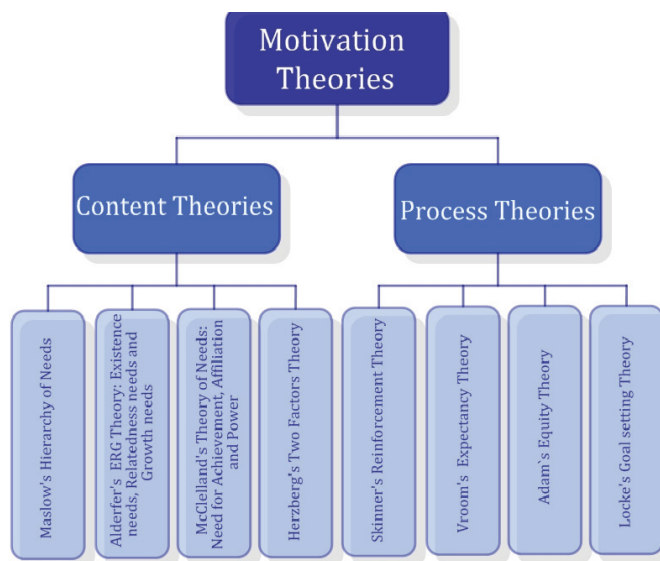 Motivation
Theories
Content Theories
Process Theories
Maslow's Hierarchy of Needs
Alderfer's ERG Theory: Existence
needs, Relatedness needs and
Growth needs
McClelland's Theory of Needs:
Need for Achievement, Affiliation
and Power
Herzberg's Two Factors Theory
Skinner's Reinforcement Theory
Vroom's Expectancy Theory
Adam`s Equity Theory
Locke's Goal setting Theory